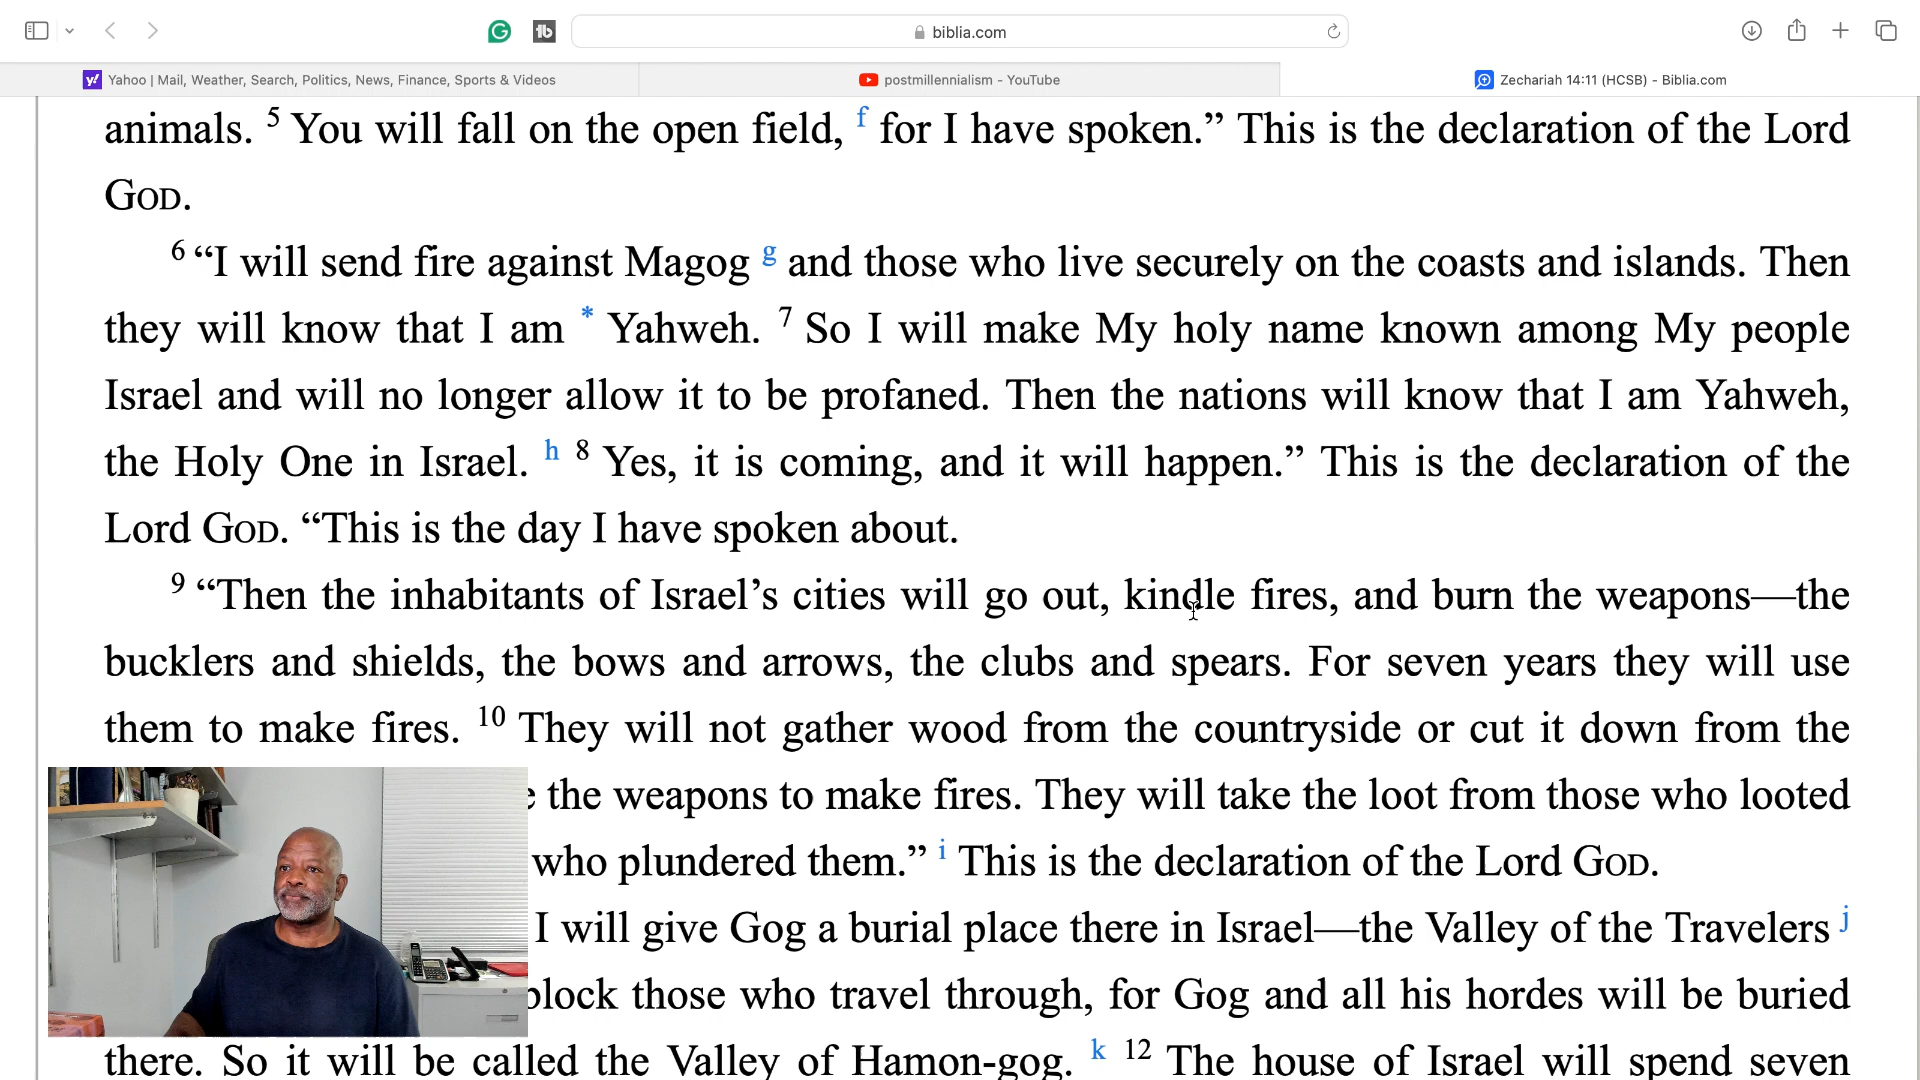 biblia.com
Yahoo | Mail, Weather, Search, Politics, News, Finance, Sports & Videos
postmillennialism - YouTube
Zechariah 14:11 (HCSB) - Biblia.com
animals. 5 You will fall on the open field, f for I have spoken.” This is the declaration of the Lord
GOD.
6 “I will send fire against Magog g and those who live securely on the coasts and islands. Then
they will know that I am * Yahweh. 7 So I will make My holy name known among My people
Israel and will no longer allow it to be profaned. Then the nations will know that I am Yahweh,
the Holy One in Israel. h 8 Yes, it is coming, and it will happen.” This is the declaration of the
Lord GOD. “This is the day I have spoken about.
9 “Then the inhabitants of Israel’s cities will go out, kindle fires, and burn the weapons—the
bucklers and shields, the bows and arrows, the clubs and spears. For seven years they will use
them to make fires. 10 They will not gather wood from the countryside or cut it down from the
the weapons to make fires. They will take the loot from those who looted
who plundered them.” i This is the declaration of the Lord GOD.
I will give Gog a burial place there in Israel—the Valley of the Travelers j
block those who travel through, for Gog and all his hordes will be buried
there. So it will be called the Valley of Hamon-gog. k 12 The house of Israel will spend seven